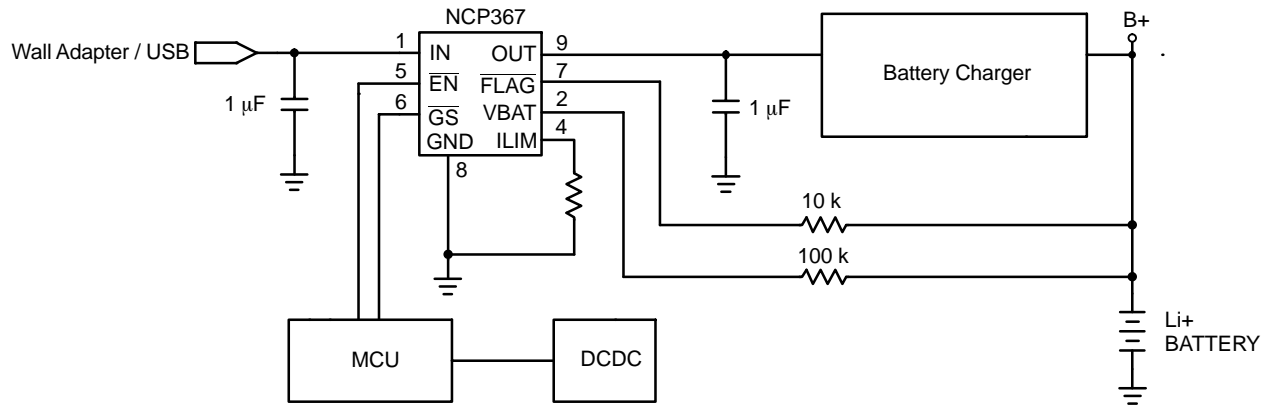 NCP367
B+
Wall Adapter / USB
1
IN
OUT
9
5
EN
FLAG
7
6
GS
VBAT
2
GND
ILIM
4
8
1 μF
1 μF
Battery Charger
10 k
100 k
Li+
BATTERY
MCU
DCDC